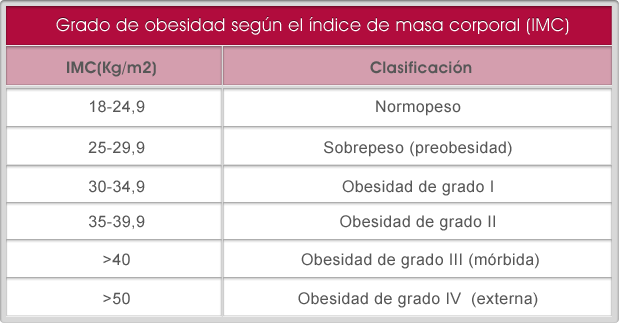 Grado de obesidad según el índice de masa corporal (IMC)
IMC(Kg/m2) Clasificación
18-24,9 Normopeso
25-29,9 Sobrepeso (preobesidad)
30-34,9 Obesidad de grado I
35-39,9 Obesidad de grado II
>40 Obesidad de grado III (mórbida)
>50 Obesidad de grado IV (externa)